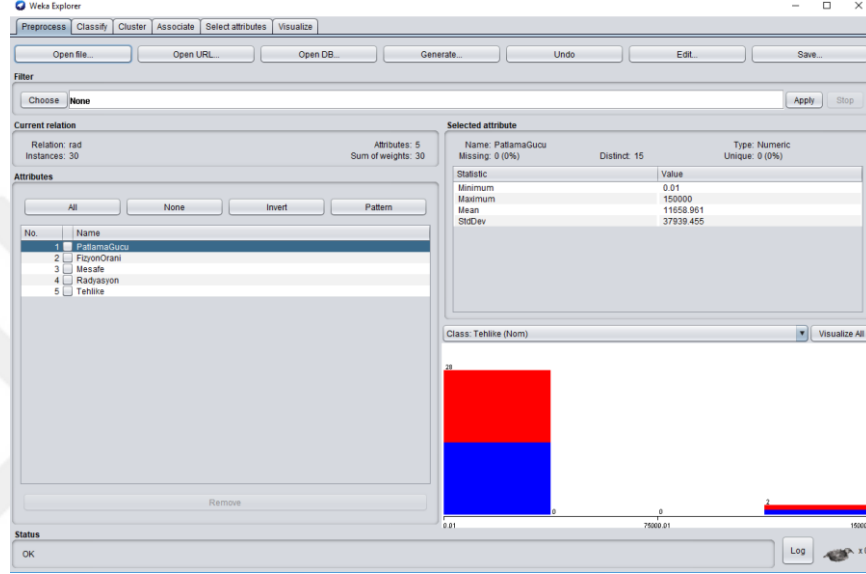 Weka Explorer
Preprocess Classify Cluster Associate Select attributes Visualize
Open file... Open URL... Open DB... Generate... Undo Edit... Save...
Filter
Choose None Apply Stop
Current relation
Relation: rad Attributes: 5
Instances: 30 Sum of weights: 30
Attributes
All None Invert Pattern
No. Name
1 PatlamaGucu
2 FizyonOrani
3 Mesafe
4 Radyasyon
5 Tehlike
Remove
Selected attribute
Name: PatlamaGucu Type: Numeric
Missing: 0 (0%) Distinct: 15 Unique: 0 (0%)
Statistic Value
Minimum 0.01
Maximum 150000
Mean 11658.961
StdDev 37939.455
Class: Tehlike (Nom) Visualize All
28
0 0 2
0.01 75000.01
Status
OK Log